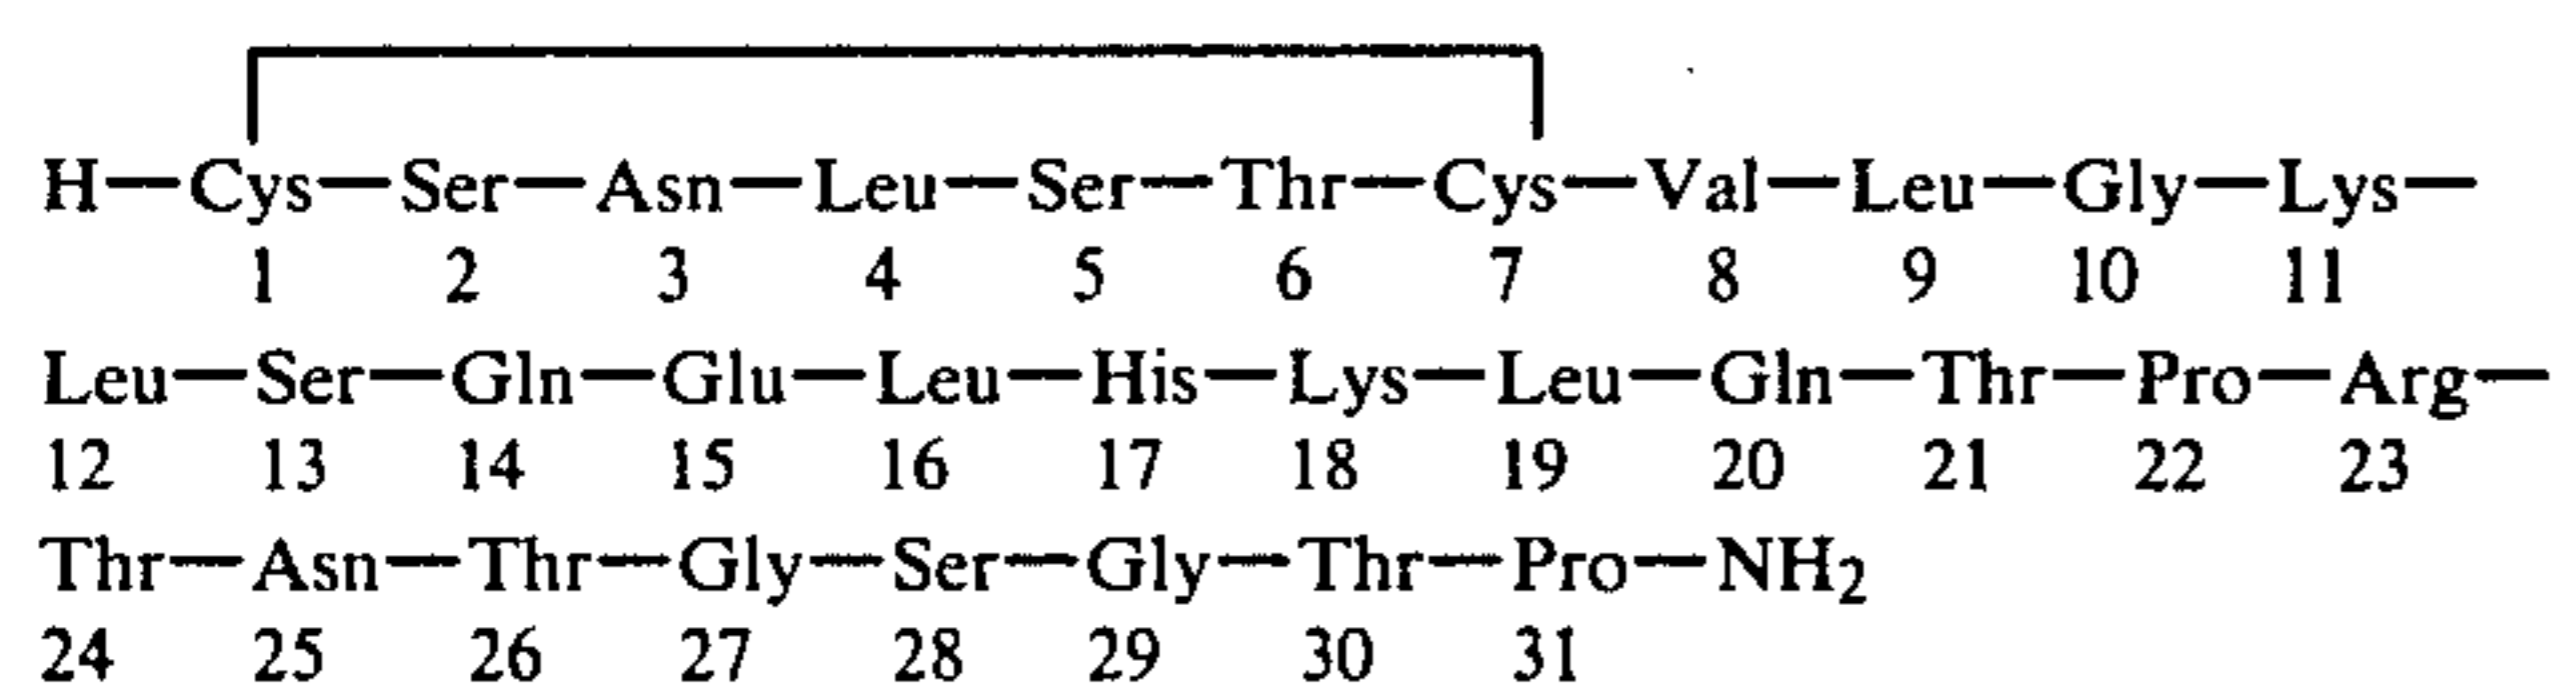 H—Cys—Ser—Asn—Leu—Ser—Thr—Cys—Val—Leu—Gly—Lys—
1 2 3 4 5 6 7 8 9 10 11
Leu—Ser—Gln—Glu—Leu—His—Lys—Leu—Gln—Thr—Pro—Arg—
12 13 14 15 16 17 18 19 20 21 22 23
Thr—Asn—Thr—Gly—Ser—Gly—Thr—Pro—NH₂
24 25 26 27 28 29 30 31